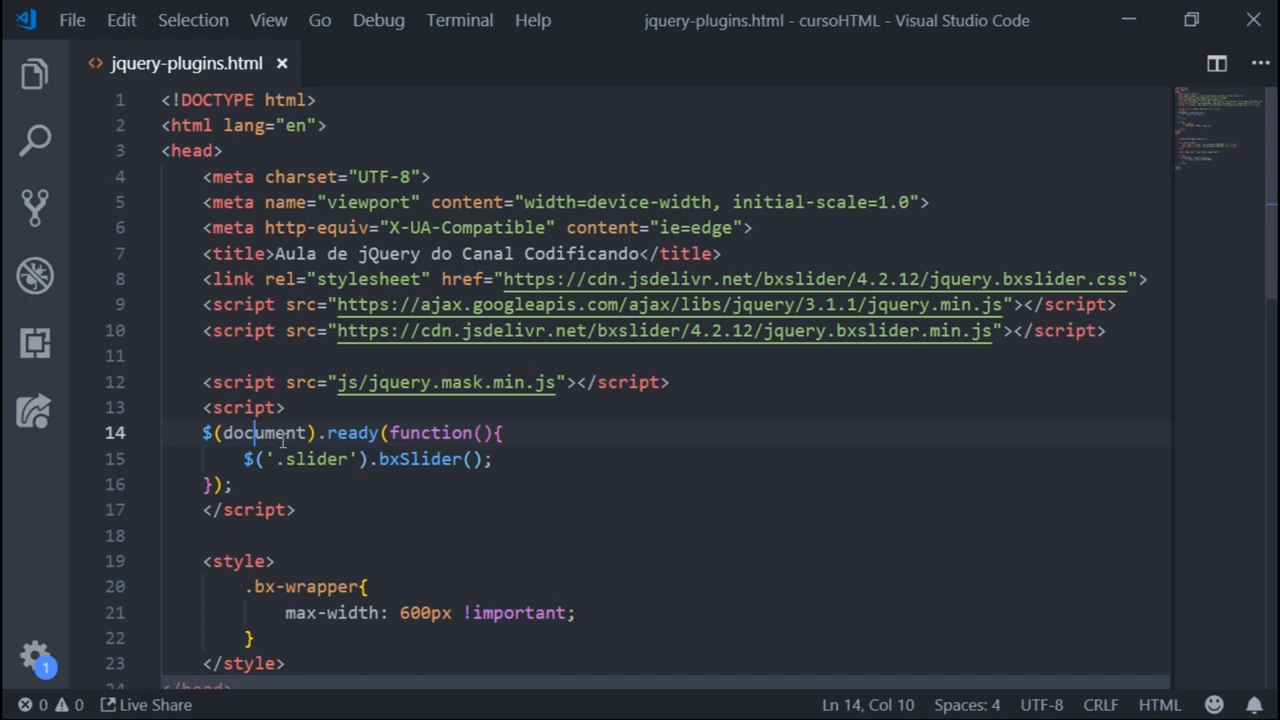 File Edit Selection View Go Debug Terminal Help jquery-plugins.html - cursoHTML - Visual Studio Code
<> jquery-plugins.html
1 <!DOCTYPE html>
2 <html lang="en">
3 <head>
4 <meta charset="UTF-8">
5 <meta name="viewport" content="width=device-width, initial-scale=1.0">
6 <meta http-equiv="X-UA-Compatible" content="ie=edge">
7 <title>Aula de jQuery do Canal Codificando</title>
8 <link rel="stylesheet" href="https://cdn.jsdelivr.net/bxslider/4.2.12/jquery.bxslider.css">
9 <script src="https://ajax.googleapis.com/ajax/libs/jquery/3.1.1/jquery.min.js"></script>
10 <script src="https://cdn.jsdelivr.net/bxslider/4.2.12/jquery.bxslider.min.js"></script>
11
12 <script src="js/jquery.mask.min.js"></script>
13 <script>
14 $(document).ready(function(){
15 $('.slider').bxSlider();
16 });
17 </script>
18
19 <style>
20 .bx-wrapper{
21 max-width: 600px !important;
22 }
23 </style>
24 </head>
1
0 0 Live Share Ln 14, Col 10 Spaces: 4 UTF-8 CRLF HTML